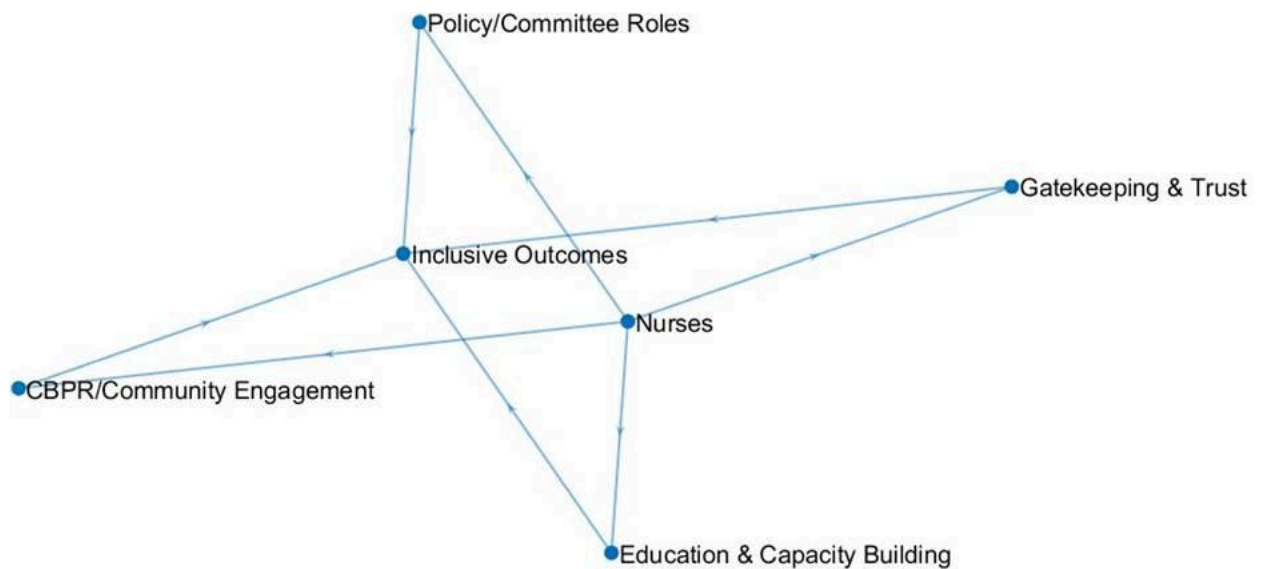 Policy/Committee Roles
Gatekeeping & Trust
Inclusive Outcomes
Nurses
CBPR/Community Engagement
Education & Capacity Building